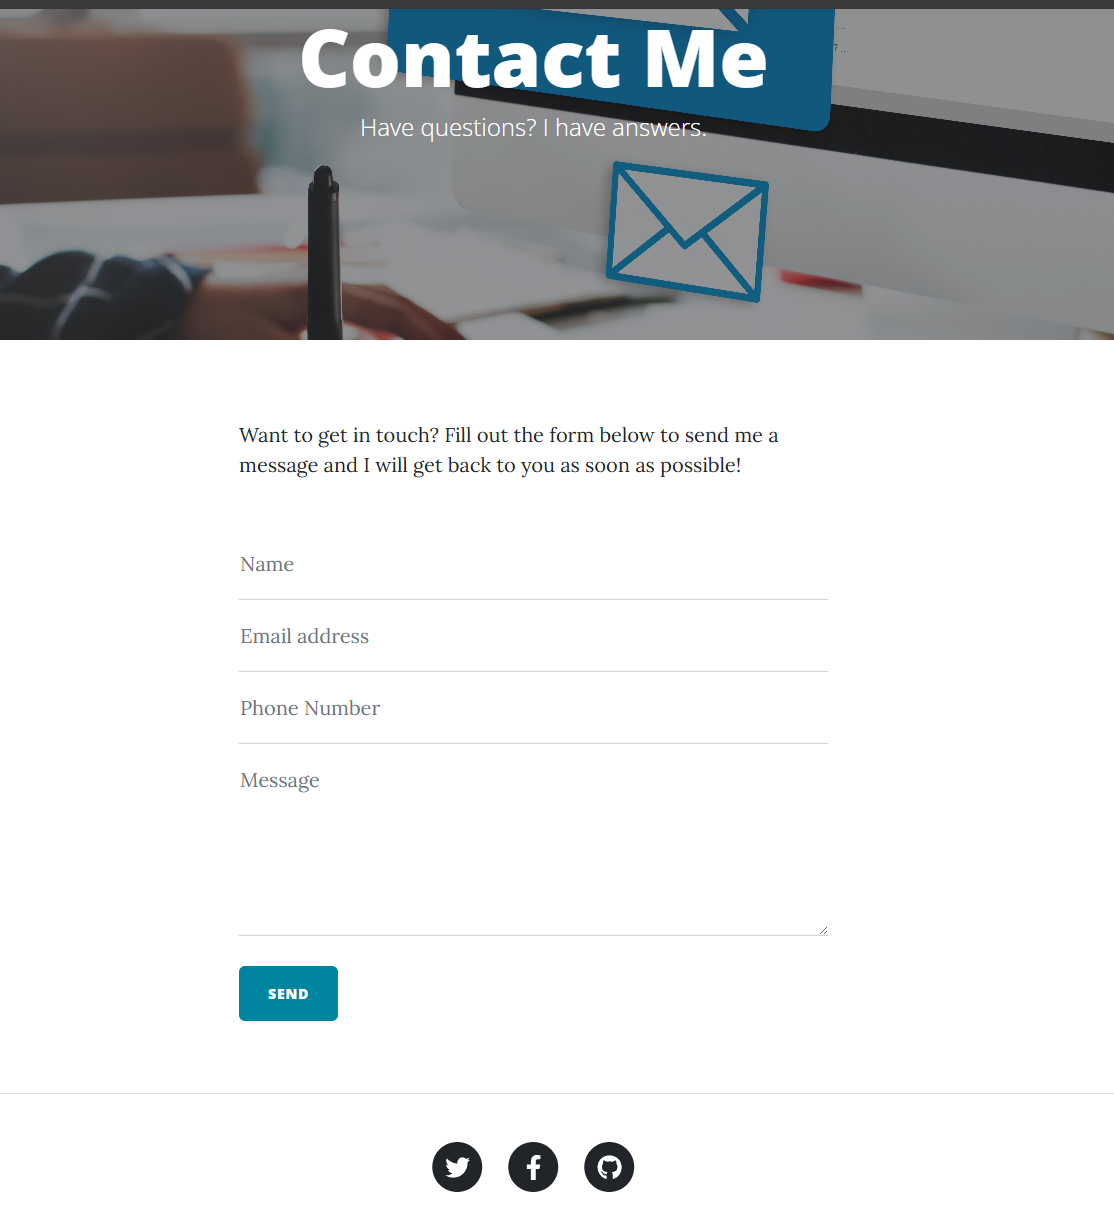 Contact Me
Have questions? I have answers.
Want to get in touch? Fill out the form below to send me a
message and I will get back to you as soon as possible!
Name
Email address
Phone Number
Message
SEND